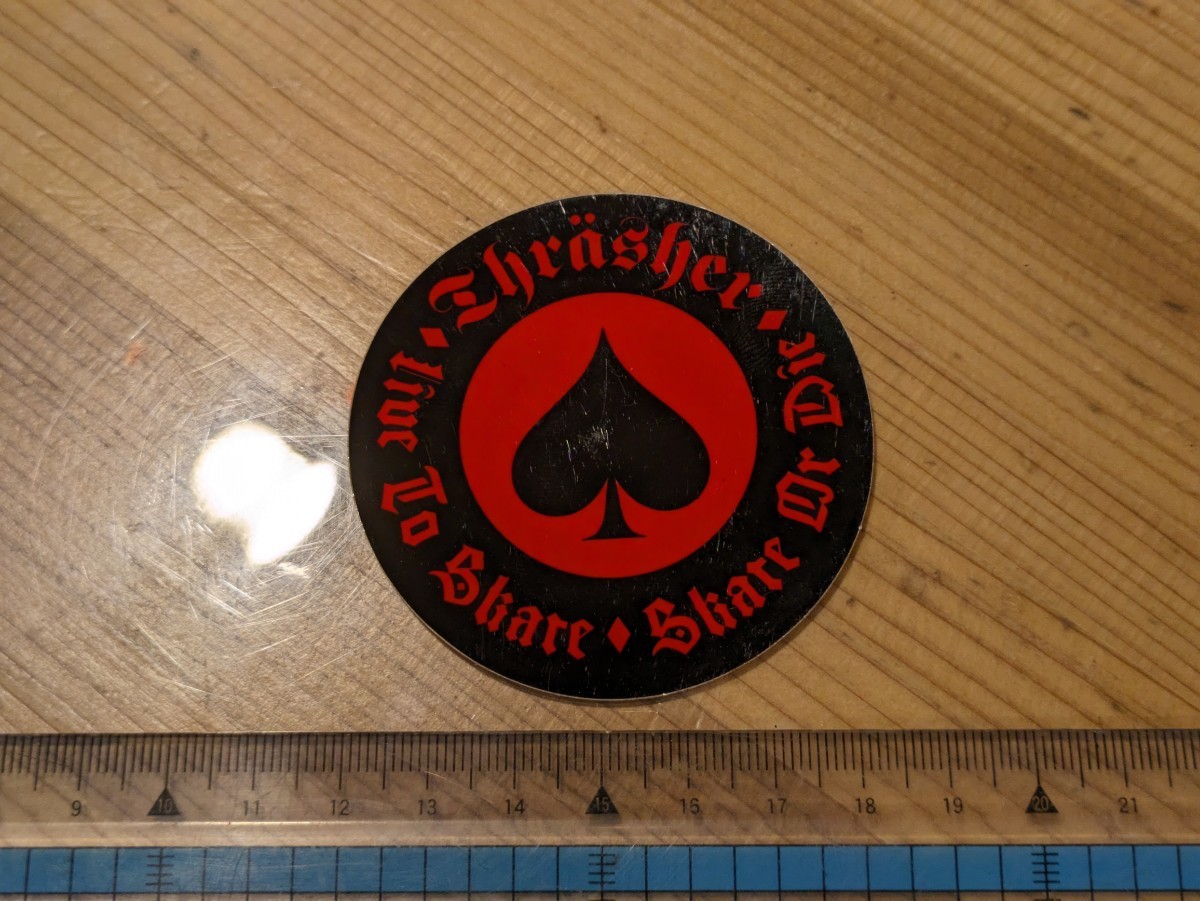 Thräsher
Skate Or Die
Live To Skate
9 10 11 12 13 14 15 16 17 18 19 20 21